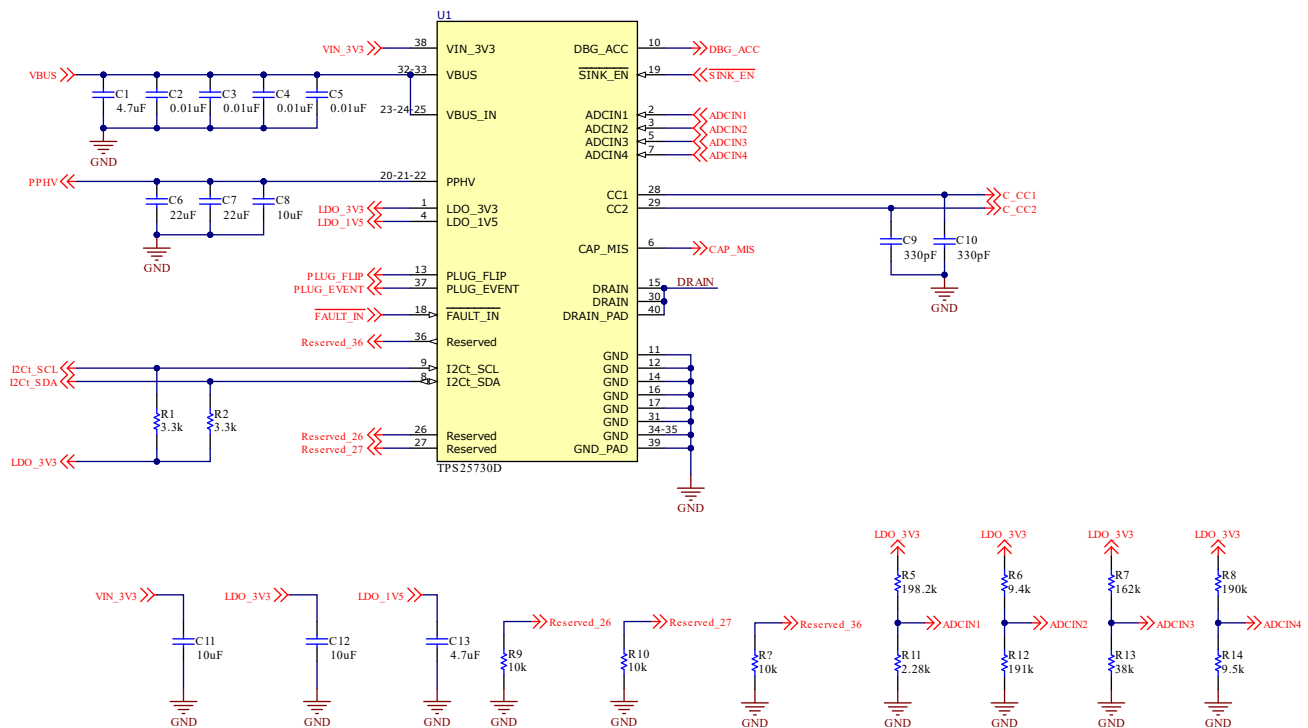 U1
VIN_3V3 38 VIN_3V3 DBG_ACC 10 DBG_ACC
VBUS 32-33 VBUS SINK_EN 19 SINK_EN
C1 C2 C3 C4 C5
4.7uF 0.01uF 0.01uF 0.01uF 0.01uF
23-24-25 VBUS_IN ADCIN1 2 ADCIN1
ADCIN2 3 ADCIN2
ADCIN3 5 ADCIN3
ADCIN4 7 ADCIN4
GND
PPHV 20-21-22 PPHV
C6 C7 C8
22uF 22uF 10uF
CC1 28 C_CC1
CC2 29 C_CC2
LDO_3V3 1 LDO_3V3
LDO_1V5 4 LDO_1V5
GND
CAP_MIS 6 CAP_MIS
C9 C10
330pF 330pF
GND
PLUG_FLIP 13 PLUG_FLIP
PLUG_EVENT 37 PLUG_EVENT
DRAIN 15 DRAIN
DRAIN 30
DRAIN_PAD 40
FAULT_IN 18 FAULT_IN
Reserved_36 36 Reserved
I2Ct_SCL 9 I2Ct_SCL
I2Ct_SDA 8 I2Ct_SDA
GND 11
GND 12
GND 14
GND 16
GND 17
GND 31
GND 34-35
GND_PAD 39
R1 R2
3.3k 3.3k
Reserved_26 26 Reserved
Reserved_27 27 Reserved
LDO_3V3
TPS25730D
GND
VIN_3V3
C11
10uF
GND
LDO_3V3
C12
10uF
GND
LDO_1V5
C13
4.7uF
GND
Reserved_26
R9
10k
GND
Reserved_27
R10
10k
GND
Reserved_36
R?
10k
GND
LDO_3V3
R5
198.2k
ADCIN1
R11
2.28k
GND
LDO_3V3
R6
9.4k
ADCIN2
R12
191k
GND
LDO_3V3
R7
162k
ADCIN3
R13
38k
GND
LDO_3V3
R8
190k
ADCIN4
R14
9.5k
GND